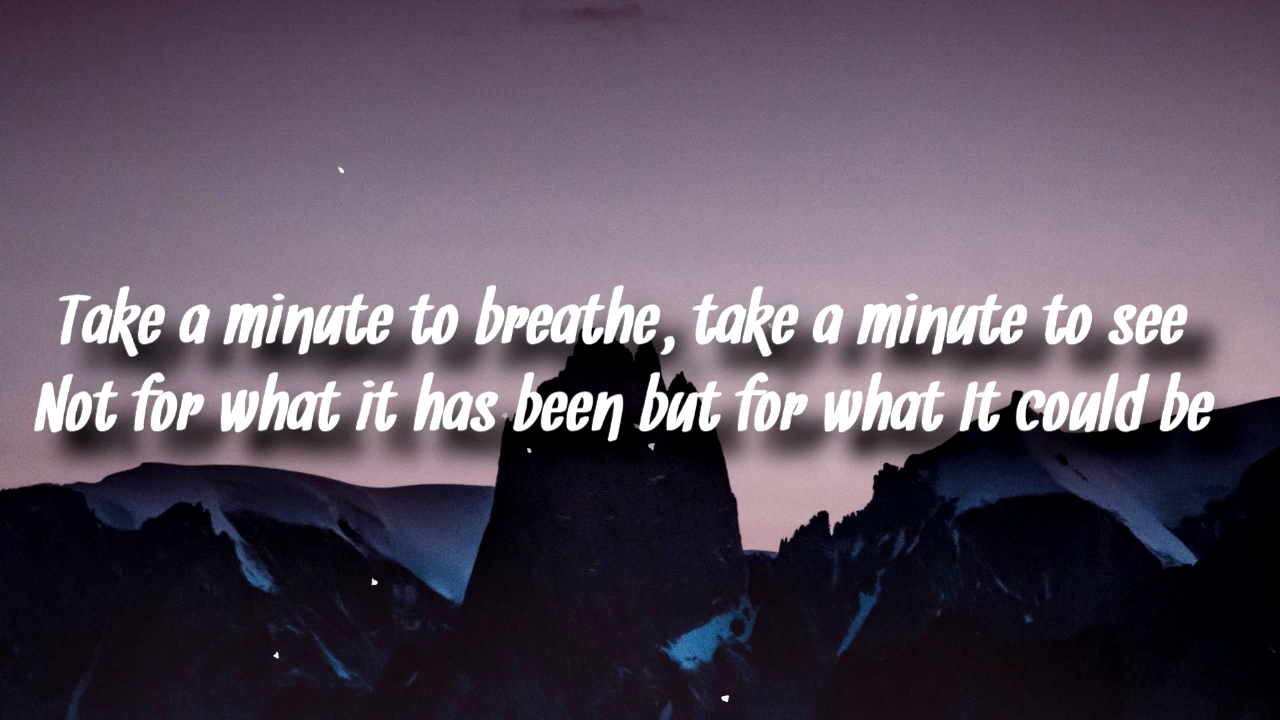 Take a minute to breathe, take a minute to see
Not for what it has been but for what It could be